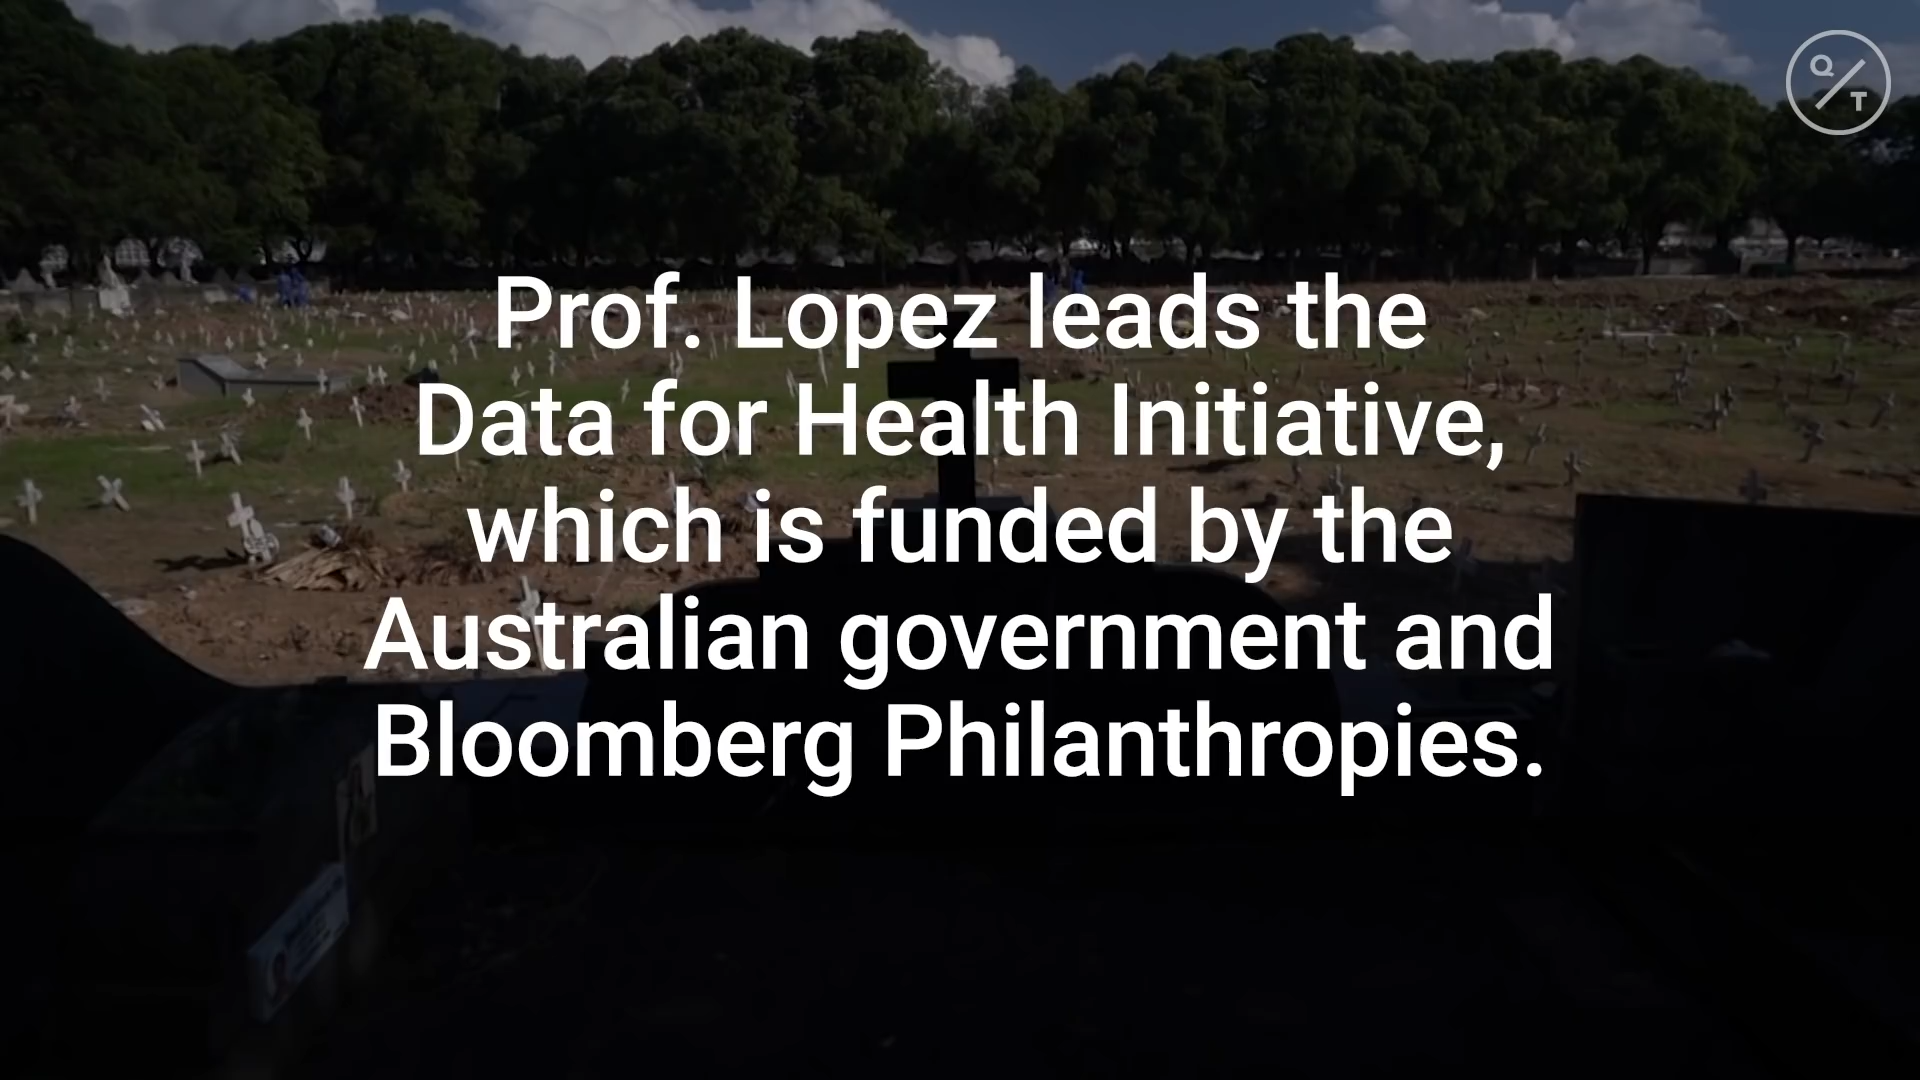 Q
T
Prof. Lopez leads the
Data for Health Initiative,
which is funded by the
Australian government and
Bloomberg Philanthropies.